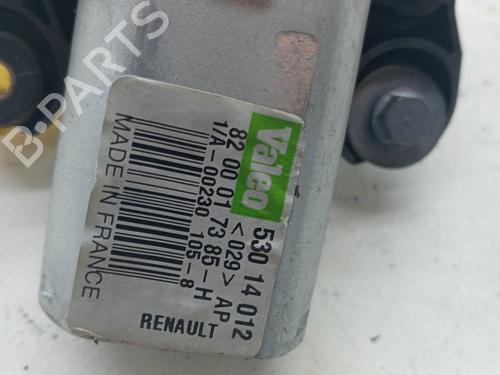 B-PARTS
Valeo 530 14 012
82 00 01 73 85-H
<029> AP
1/A-00230 105-8
RENAULT
MADE IN FRANCE